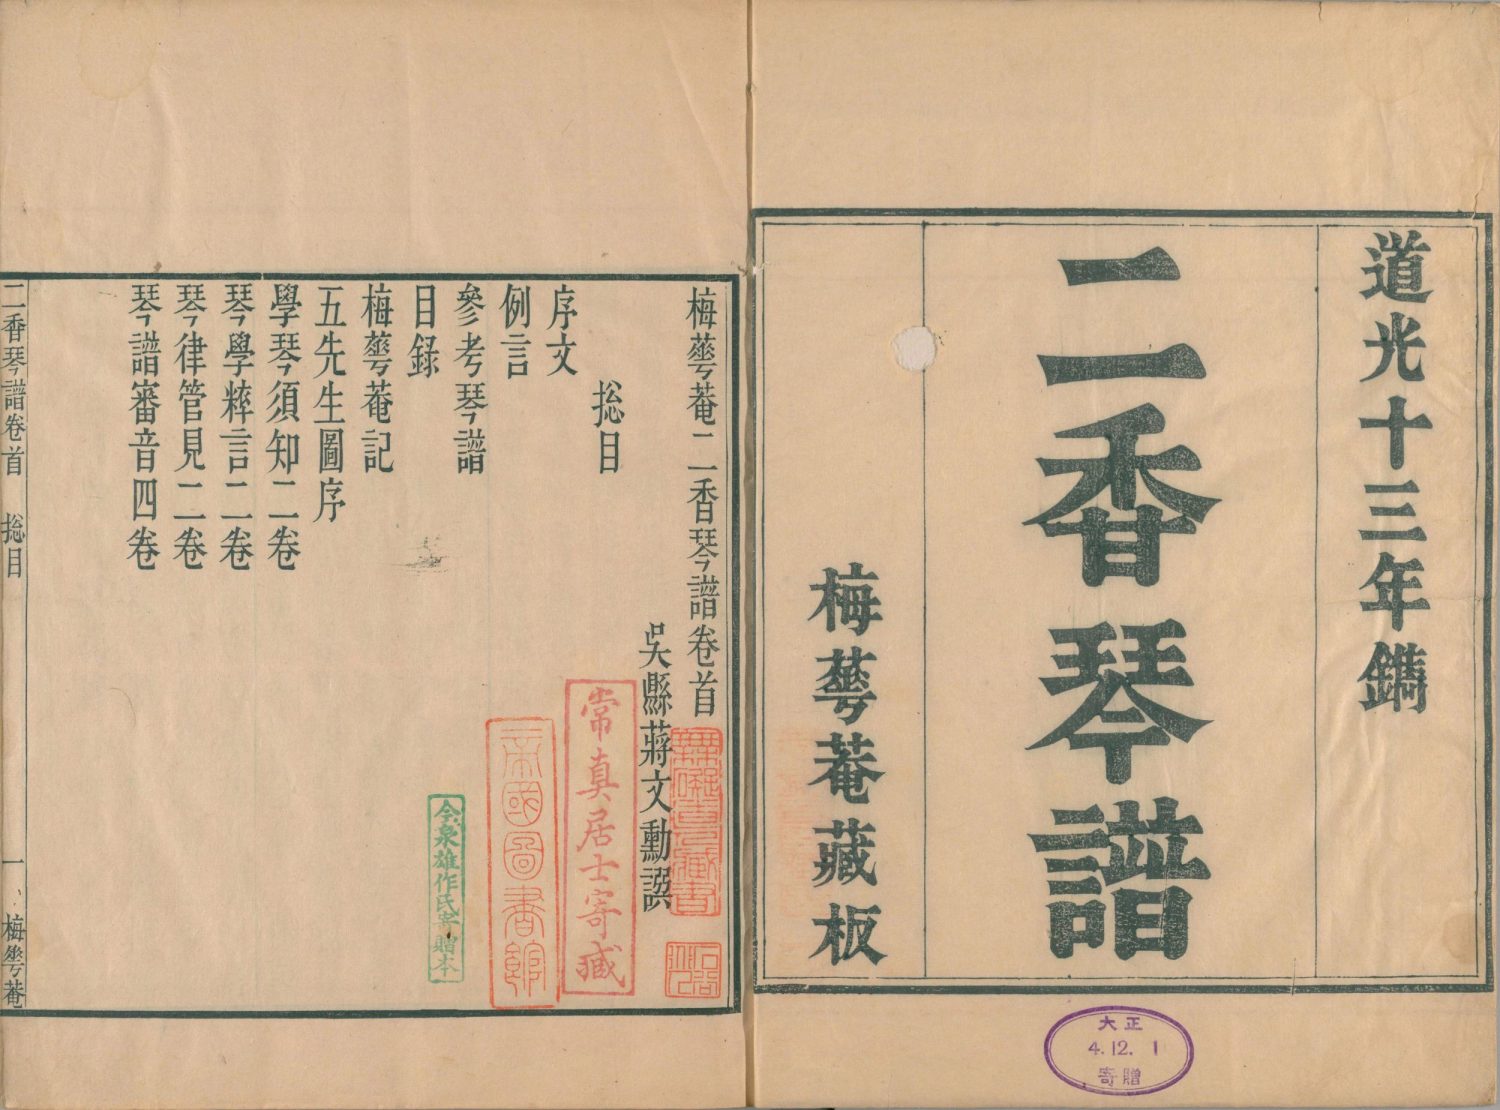 道光十三年鐫
二香琴譜
梅蕚菴藏板
大正
4.12.1
寄贈
梅蕚菴二香琴譜卷首
吳縣蔣文勳譔
揔目
序文
例言
參考琴譜
目録
梅蕚菴記
五先生圖序
學琴須知二卷
琴學粹言二卷
琴律管見二卷
琴譜審音四卷
二香琴譜卷首 揔目 一 梅蕚菴
常真居士寄藏
帝國圖書館
今泉雄作氏寄贈本